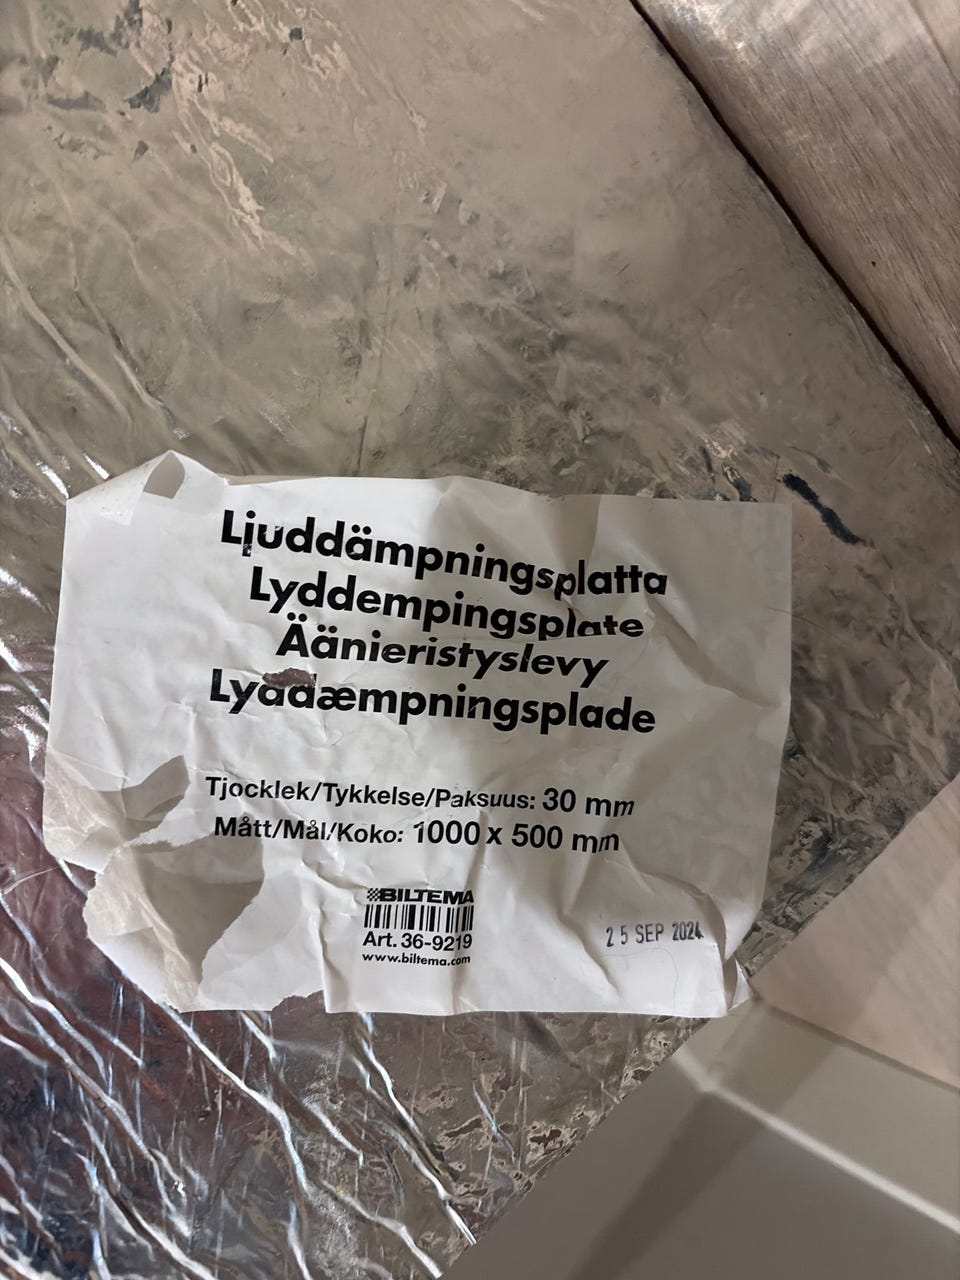 Ljuddämpningsplatta
Lyddempingsplate
Äänieristyslevy
Lyddæmpningsplade
Tjocklek/Tykkelse/Paksuus: 30 mm
Mått/Mål/Koko: 1000 x 500 mm
BILTEMA
Art. 36-9219
www.biltema.com
25 SEP 2024